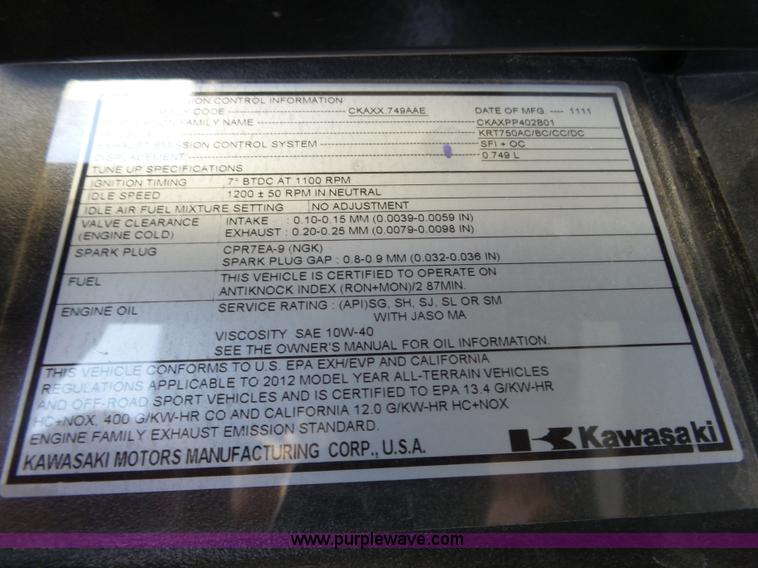 ION CONTROL INFORMATION
ILY CODE CKAXX.749AAE DATE OF MFG. ---- 1111
ION FAMILY NAME CKAXPP402B01
KRT750AC/BC/CC/DC
EXHAUST EMISSION CONTROL SYSTEM SFI + OC
DISPLACEMENT 0.749 L
TUNE UP SPECIFICATIONS
IGNITION TIMING 7° BTDC AT 1100 RPM
IDLE SPEED 1200 ± 50 RPM IN NEUTRAL
IDLE AIR FUEL MIXTURE SETTING NO ADJUSTMENT
VALVE CLEARANCE INTAKE : 0.10-0.15 MM (0.0039-0.0059 IN)
(ENGINE COLD) EXHAUST : 0.20-0.25 MM (0.0079-0.0098 IN)
SPARK PLUG CPR7EA-9 (NGK)
SPARK PLUG GAP : 0.8-0.9 MM (0.032-0.036 IN)
FUEL THIS VEHICLE IS CERTIFIED TO OPERATE ON
ANTIKNOCK INDEX (RON+MON)/2 87MIN.
ENGINE OIL SERVICE RATING : (API)SG, SH, SJ, SL OR SM
WITH JASO MA
VISCOSITY SAE 10W-40
SEE THE OWNER'S MANUAL FOR OIL INFORMATION.
THIS VEHICLE CONFORMS TO U.S. EPA EXH/EVP AND CALIFORNIA
REGULATIONS APPLICABLE TO 2012 MODEL YEAR ALL-TERRAIN VEHICLES
AND OFF-ROAD SPORT VEHICLES AND IS CERTIFIED TO EPA 13.4 G/KW-HR
HC+NOX, 400 G/KW-HR CO AND CALIFORNIA 12.0 G/KW-HR HC+NOX
ENGINE FAMILY EXHAUST EMISSION STANDARD.
KAWASAKI MOTORS MANUFACTURING CORP., U.S.A.
Kawasaki
www.purplewave.com